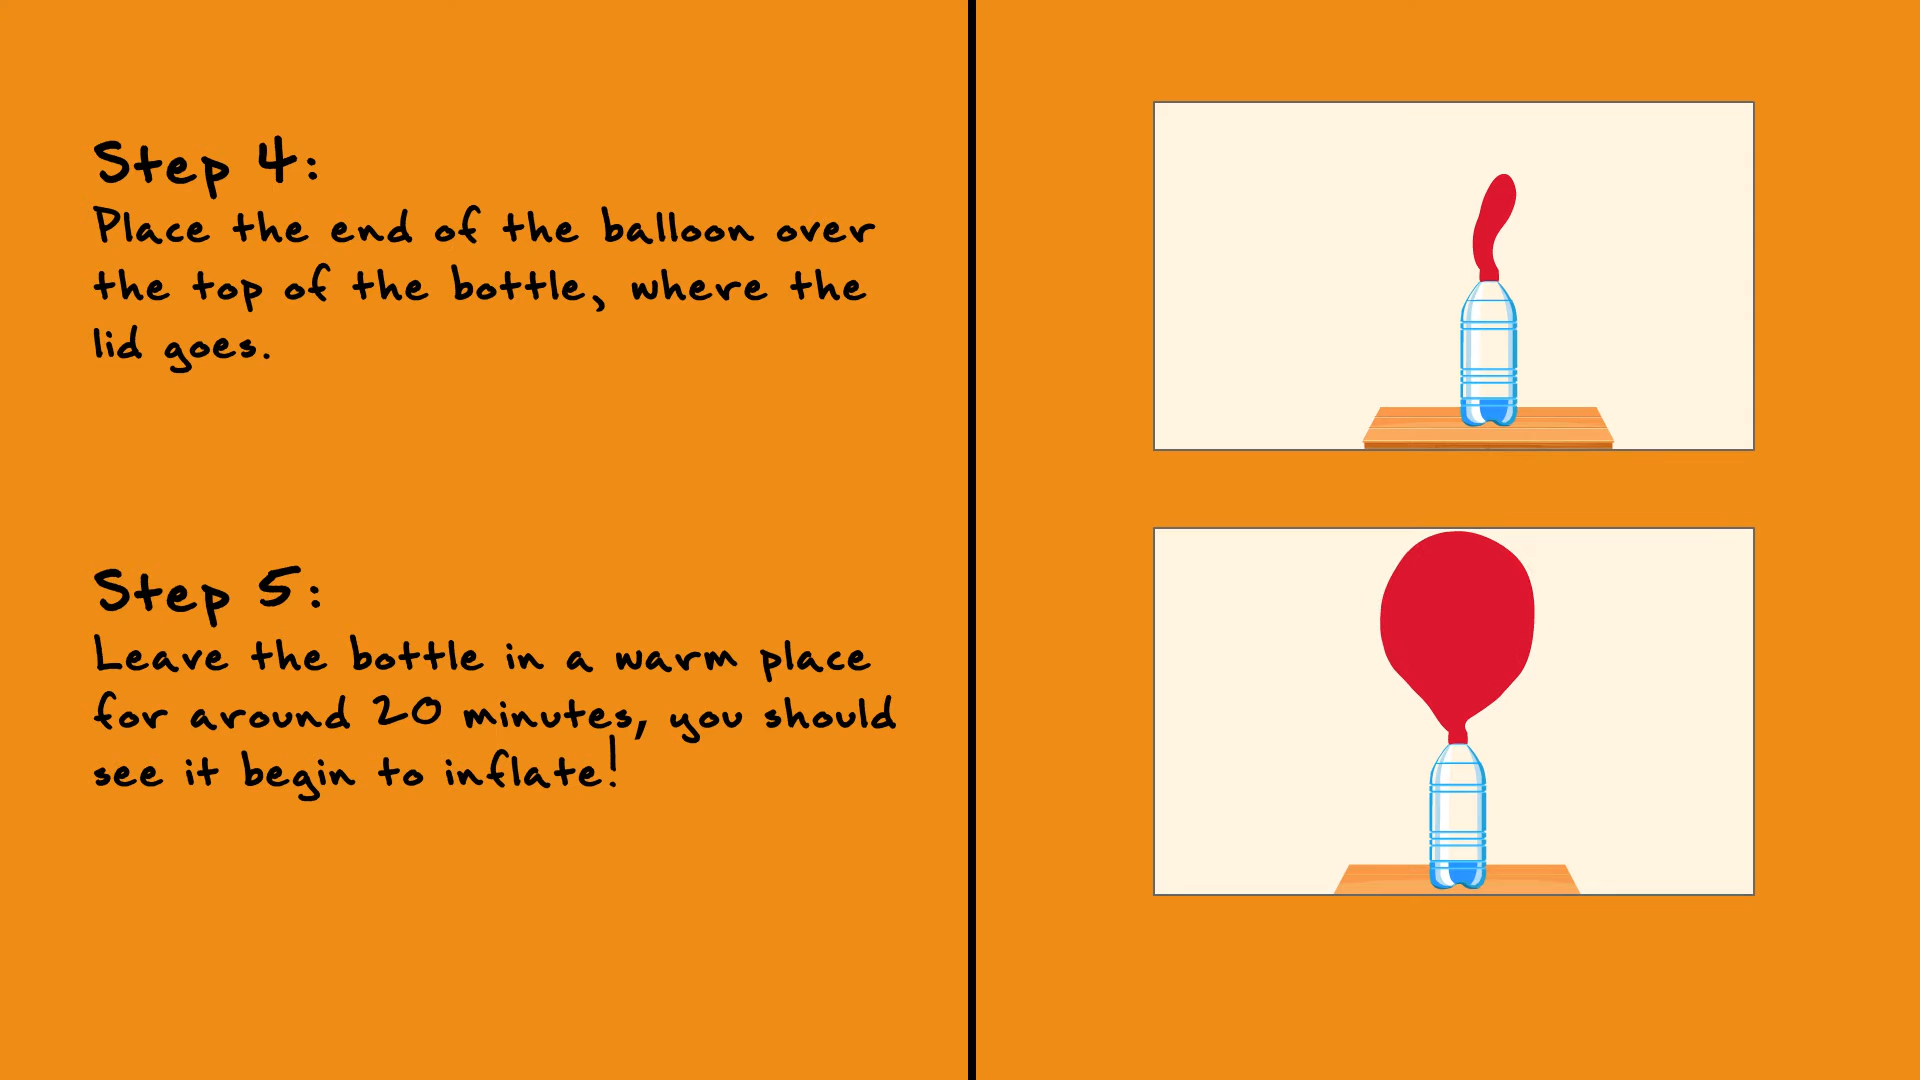 Step 4:
Place the end of the balloon over
the top of the bottle, where the
lid goes.
Step 5:
Leave the bottle in a warm place
for around 20 minutes, you should
see it begin to inflate!